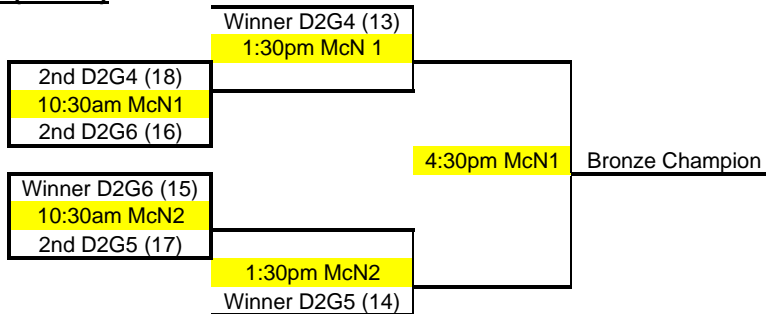 Winner D2G4 (13)
1:30pm McN 1
2nd D2G4 (18)
10:30am McN1
2nd D2G6 (16)
4:30pm McN1
Bronze Champion
Winner D2G6 (15)
10:30am McN2
2nd D2G5 (17)
1:30pm McN2
Winner D2G5 (14)